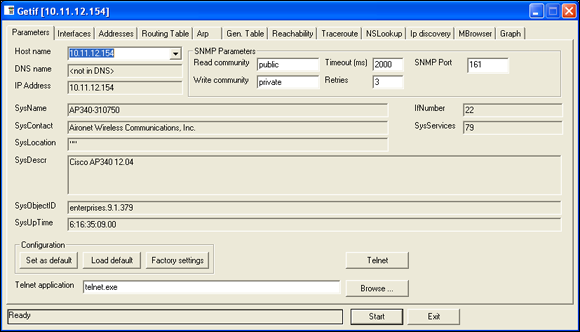 Getif [10.11.12.154]
Parameters Interfaces Addresses Routing Table Arp Gen. Table Reachability Traceroute NSLookup Ip discovery MBrowser Graph
Host name 10.11.12.154
DNS name <not in DNS>
IP Address 10.11.12.154
SNMP Parameters
Read community public Timeout (ms) 2000 SNMP Port 161
Write community private Retries 3
SysName AP340-310750 IfNumber 22
SysContact Aironet Wireless Communications, Inc. SysServices 79
SysLocation ""
SysDescr Cisco AP340 12.04
SysObjectID enterprises.9.1.379
SysUpTime 6:16:35:09.00
Configuration
Set as default Load default Factory settings Telnet
Telnet application telnet.exe Browse ...
Ready Start Exit